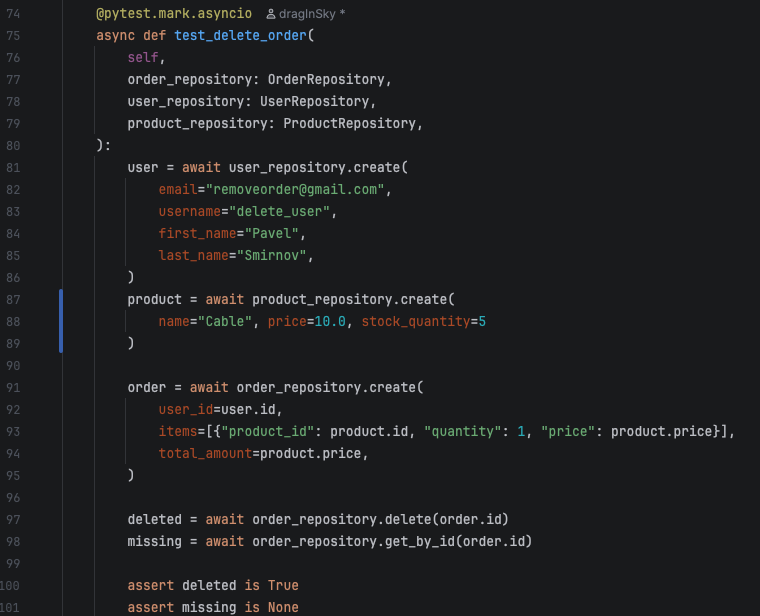 74 @pytest.mark.asyncio dragInSky *
75 async def test_delete_order(
76 self,
77 order_repository: OrderRepository,
78 user_repository: UserRepository,
79 product_repository: ProductRepository,
80 ):
81 user = await user_repository.create(
82 email="removeorder@gmail.com",
83 username="delete_user",
84 first_name="Pavel",
85 last_name="Smirnov",
86 )
87 product = await product_repository.create(
88 name="Cable", price=10.0, stock_quantity=5
89 )
90
91 order = await order_repository.create(
92 user_id=user.id,
93 items=[{"product_id": product.id, "quantity": 1, "price": product.price}],
94 total_amount=product.price,
95 )
96
97 deleted = await order_repository.delete(order.id)
98 missing = await order_repository.get_by_id(order.id)
99
100 assert deleted is True
101 assert missing is None